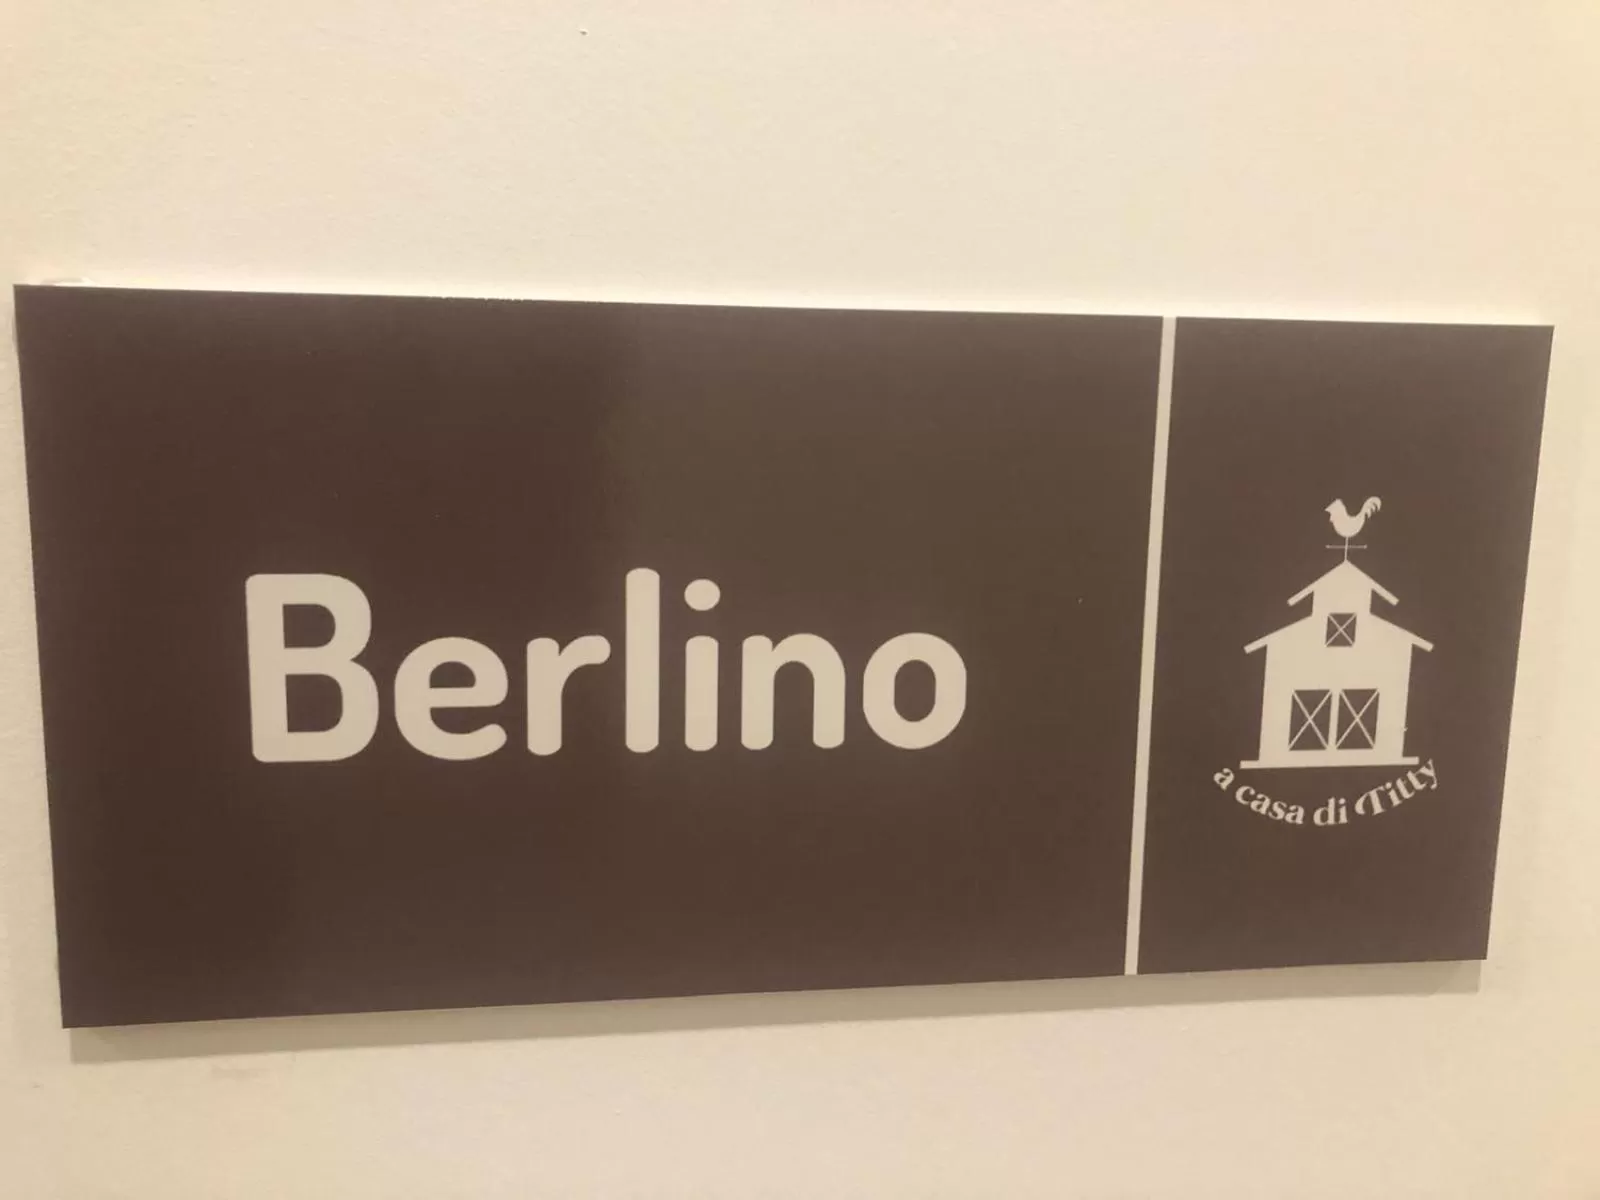 Berlino
a casa di Titty